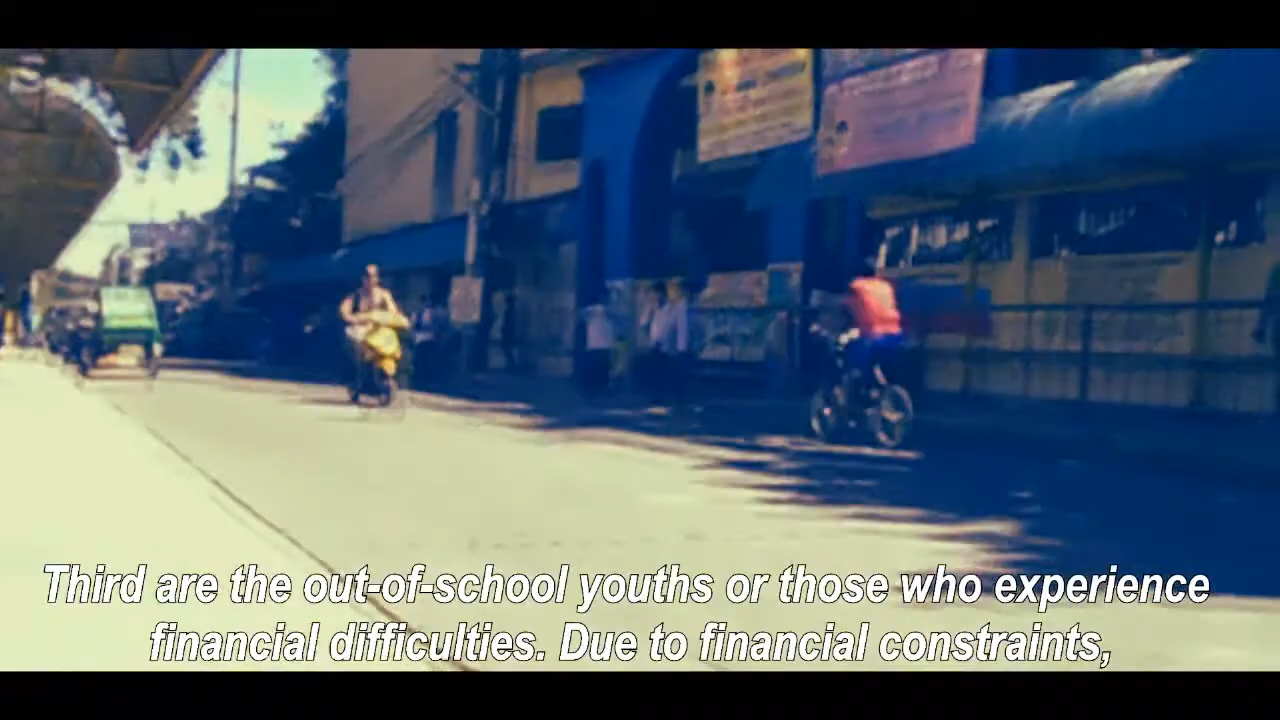 Third are the out-of-school youths or those who experience
financial difficulties. Due to financial constraints,